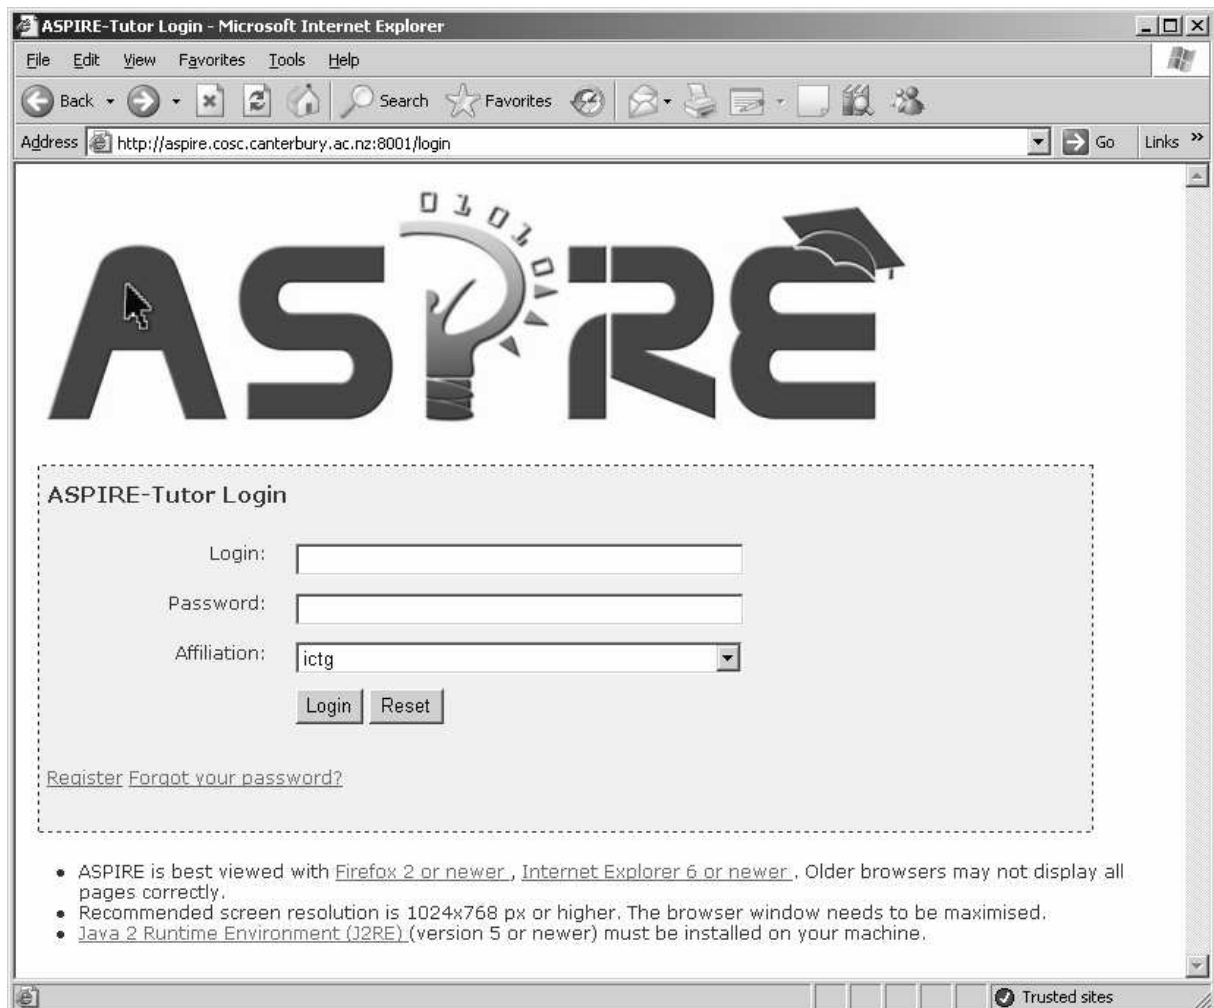 ASPIRE-Tutor Login - Microsoft Internet Explorer
File Edit View Favorites Tools Help
Back Search Favorites
Address http://aspire.cosc.canterbury.ac.nz:8001/login Go Links »
01010
ASPIRE
ASPIRE-Tutor Login
Login:
Password:
Affiliation: ictg
Login Reset
Register Forgot your password?
• ASPIRE is best viewed with Firefox 2 or newer , Internet Explorer 6 or newer . Older browsers may not display all
pages correctly.
• Recommended screen resolution is 1024x768 px or higher. The browser window needs to be maximised.
• Java 2 Runtime Environment (J2RE) (version 5 or newer) must be installed on your machine.
Trusted sites